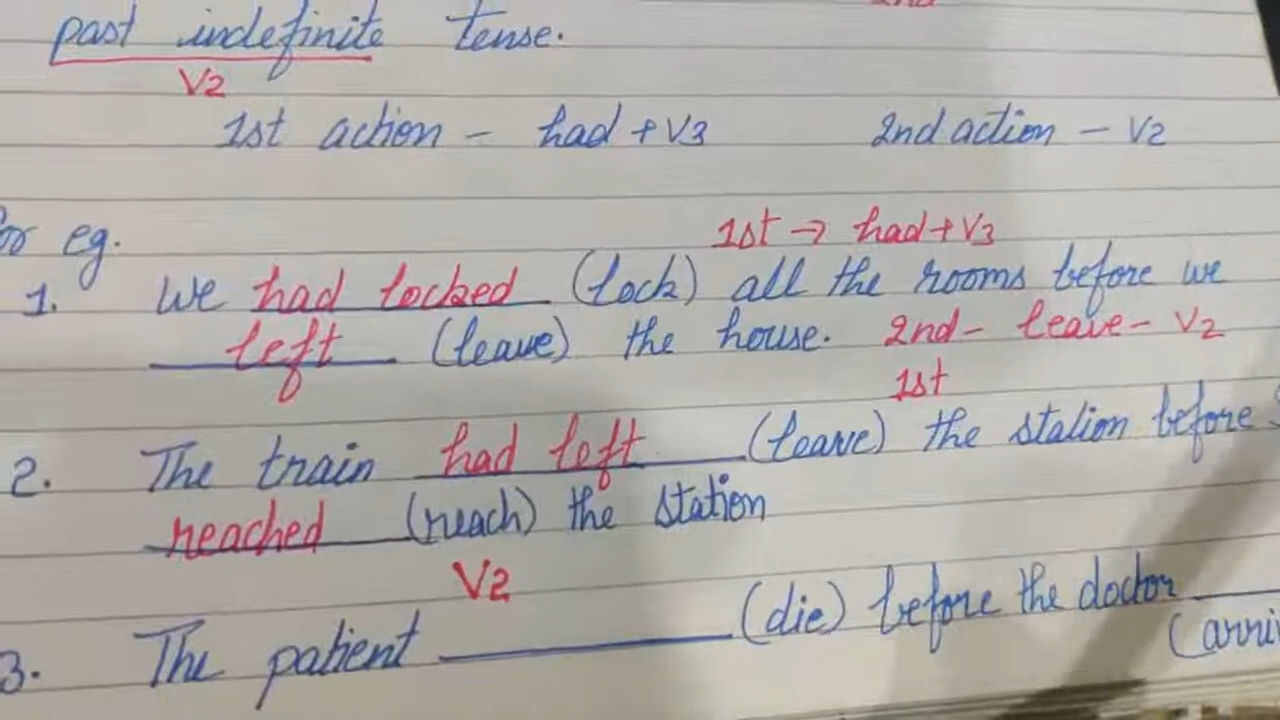 past indefinite tense.
V2
1st action - had + V3 2nd action - V2
eg.
1st → had + V3
1. We had locked (lock) all the rooms before we
left (leave) the house. 2nd - leave - V2
1st
2. The train had left (leave) the station before
reached (reach) the station
V2
3. The patient ______ (die) before the doctor ______